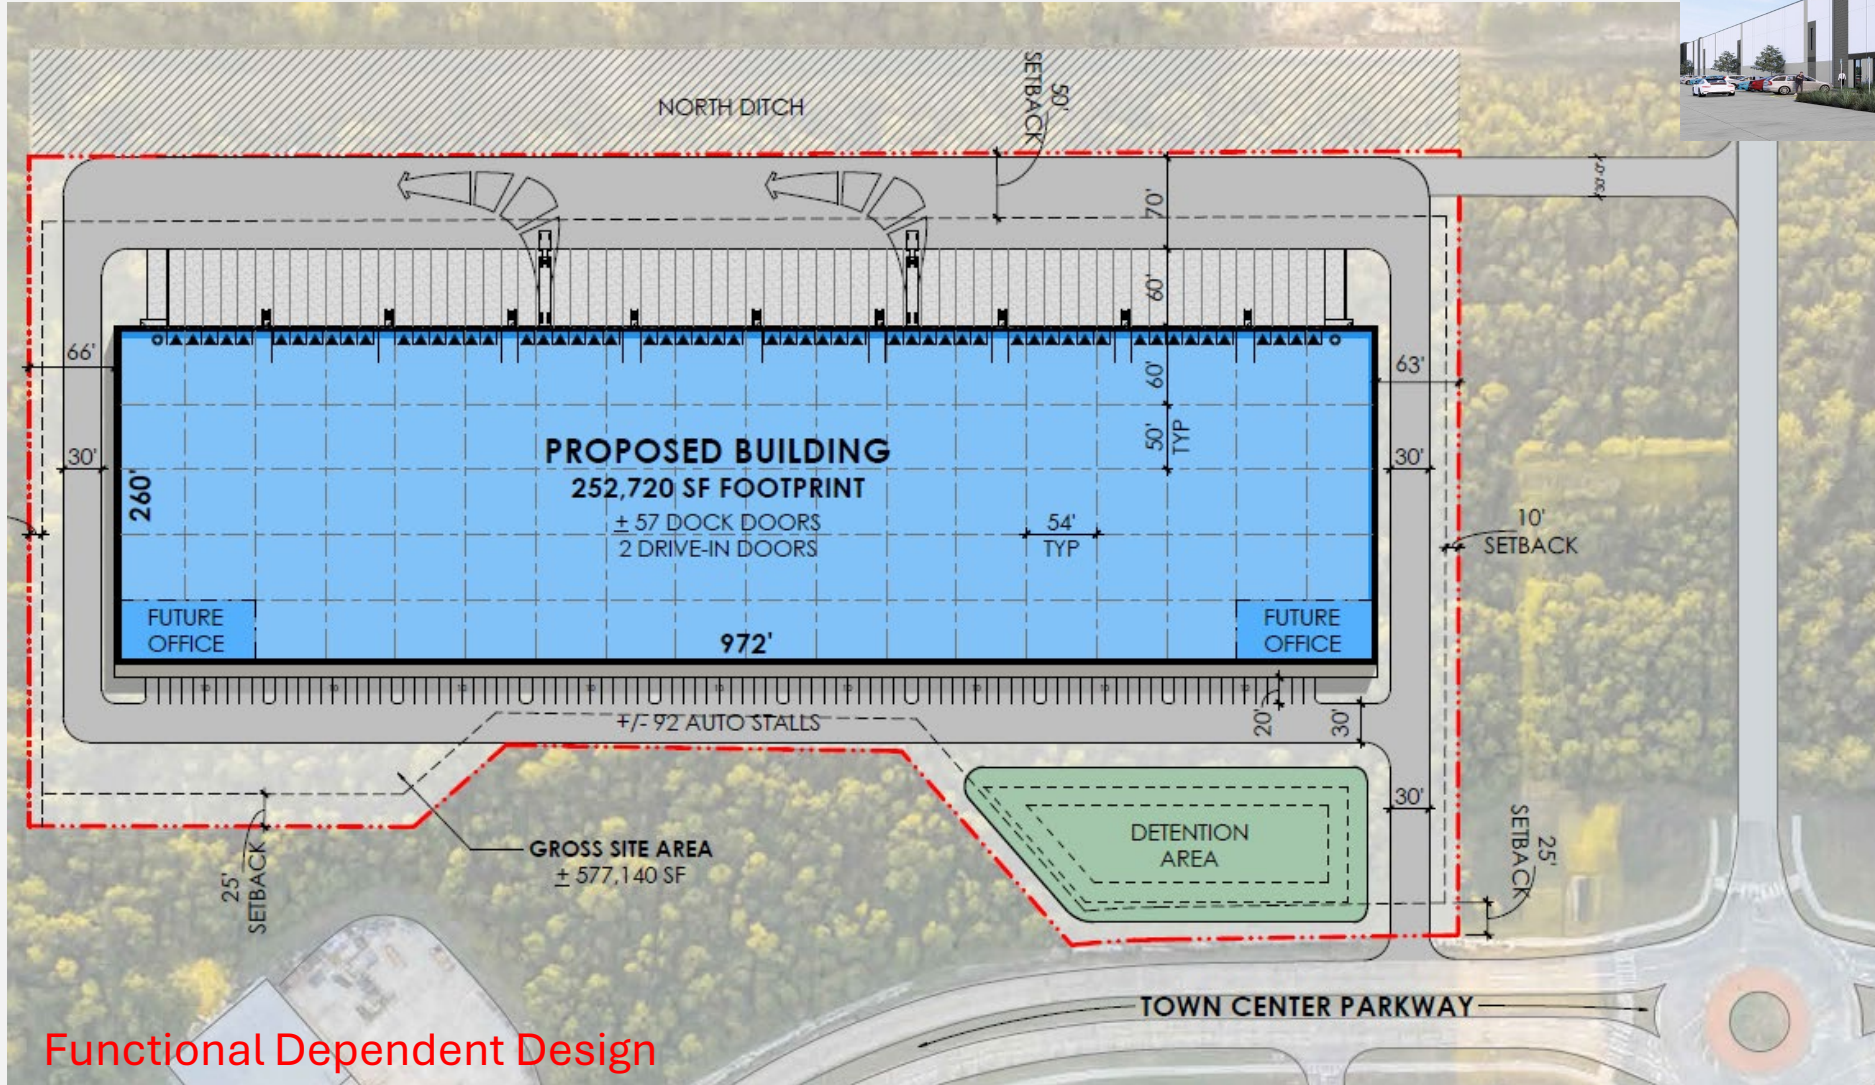 NORTH DITCH
50'
SETBACK
30'-0"
70'
60'
66'
63'
60'
50'
TYP
30'
30'
260'
PROPOSED BUILDING
252,720 SF FOOTPRINT
± 57 DOCK DOORS
2 DRIVE-IN DOORS
54'
TYP
10'
SETBACK
FUTURE
OFFICE
972'
FUTURE
OFFICE
+/- 92 AUTO STALLS
20'
30'
30'
DETENTION
AREA
GROSS SITE AREA
± 577,140 SF
25'
SETBACK
25'
SETBACK
TOWN CENTER PARKWAY
Functional Dependent Design